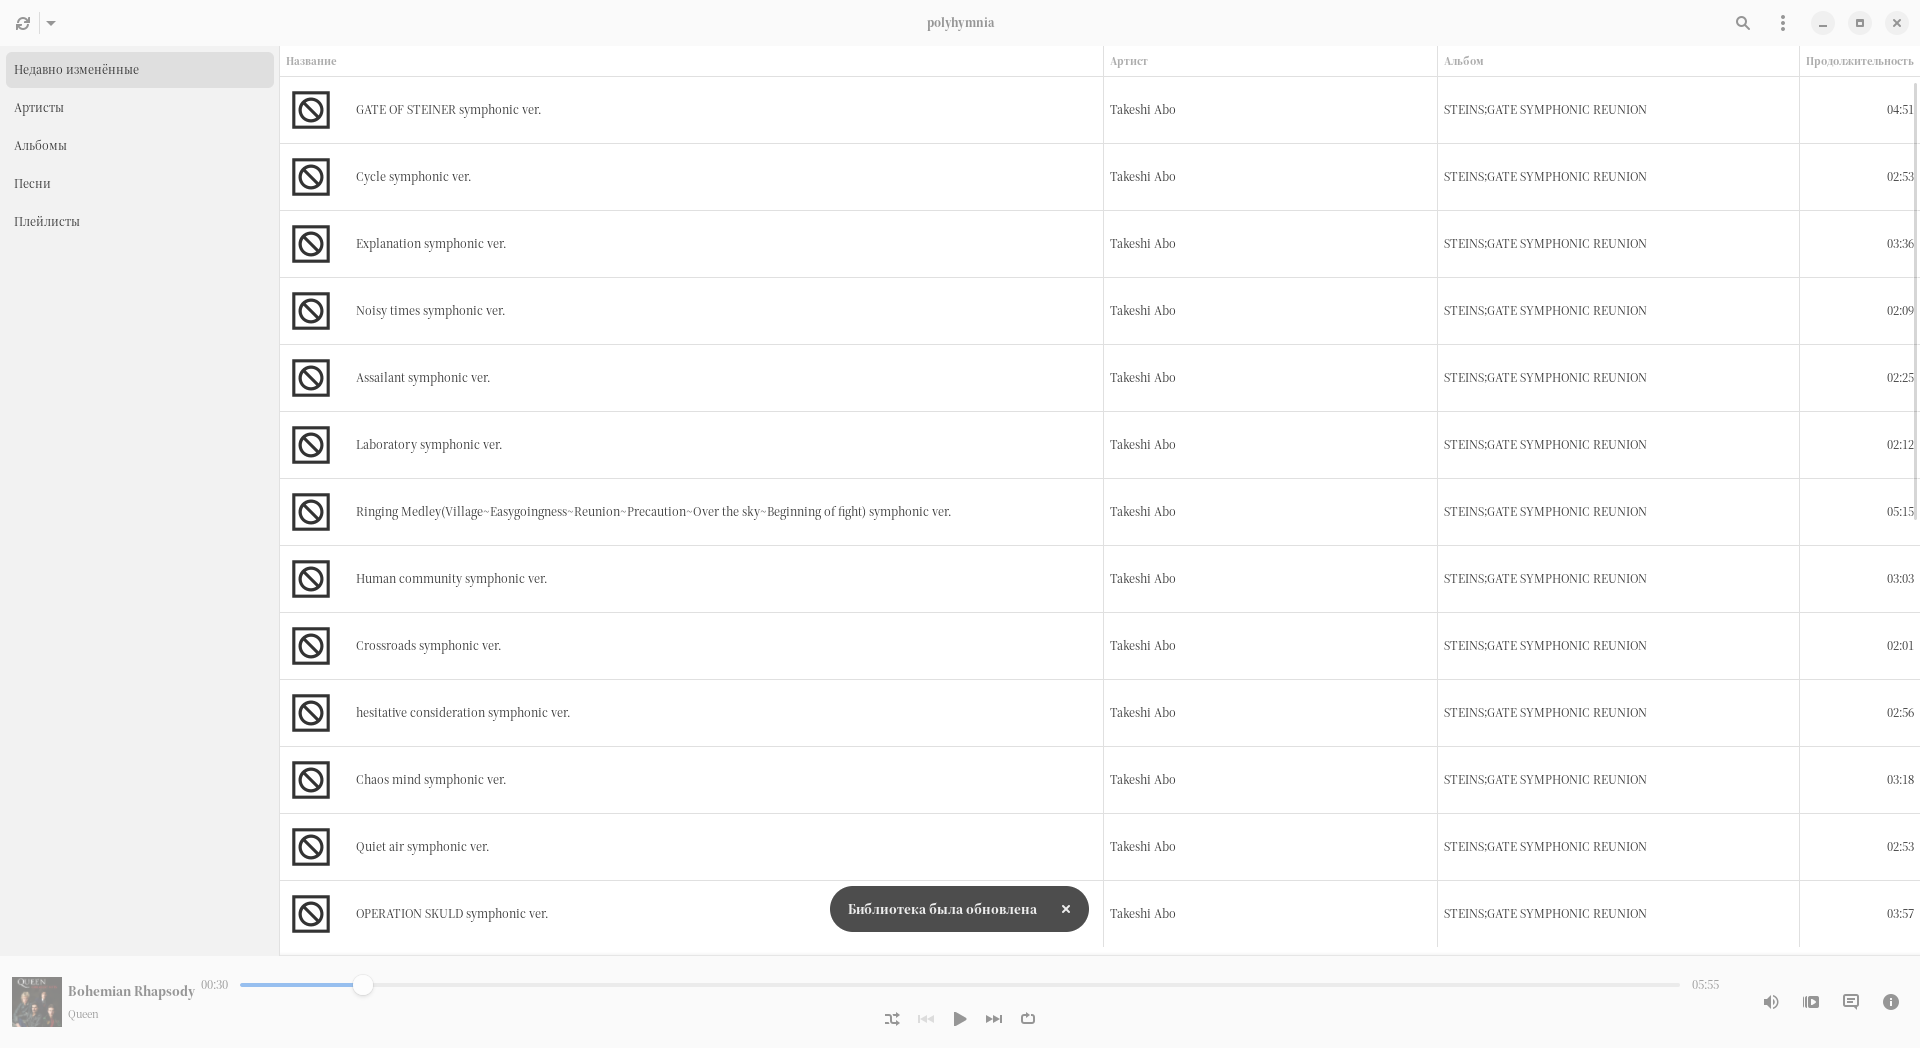 polyhymnia
Недавно изменённые
Артисты
Альбомы
Песни
Плейлисты
Название Артист Альбом Продолжительность
GATE OF STEINER symphonic ver. Takeshi Abo STEINS;GATE SYMPHONIC REUNION 04:51
Cycle symphonic ver. Takeshi Abo STEINS;GATE SYMPHONIC REUNION 02:53
Explanation symphonic ver. Takeshi Abo STEINS;GATE SYMPHONIC REUNION 03:36
Noisy times symphonic ver. Takeshi Abo STEINS;GATE SYMPHONIC REUNION 02:09
Assailant symphonic ver. Takeshi Abo STEINS;GATE SYMPHONIC REUNION 02:25
Laboratory symphonic ver. Takeshi Abo STEINS;GATE SYMPHONIC REUNION 02:12
Ringing Medley(Village~Easygoingness~Reunion~Precaution~Over the sky~Beginning of fight) symphonic ver. Takeshi Abo STEINS;GATE SYMPHONIC REUNION 05:15
Human community symphonic ver. Takeshi Abo STEINS;GATE SYMPHONIC REUNION 03:03
Crossroads symphonic ver. Takeshi Abo STEINS;GATE SYMPHONIC REUNION 02:01
hesitative consideration symphonic ver. Takeshi Abo STEINS;GATE SYMPHONIC REUNION 02:56
Chaos mind symphonic ver. Takeshi Abo STEINS;GATE SYMPHONIC REUNION 03:18
Quiet air symphonic ver. Takeshi Abo STEINS;GATE SYMPHONIC REUNION 02:53
OPERATION SKULD symphonic ver. Takeshi Abo STEINS;GATE SYMPHONIC REUNION 03:57
Библиотека была обновлена
QUEEN
Bohemian Rhapsody 00:30 05:55
Queen